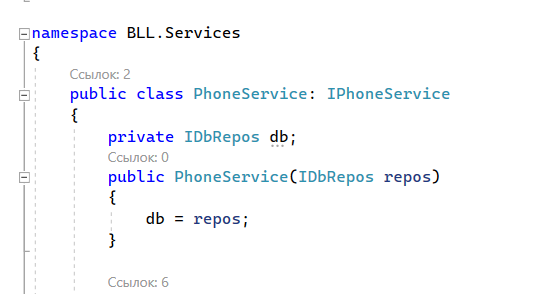 namespace BLL.Services
{
Ссылок: 2
public class PhoneService: IPhoneService
{
private IDbRepos db;
Ссылок: 0
public PhoneService(IDbRepos repos)
{
db = repos;
}
Ссылок: 6